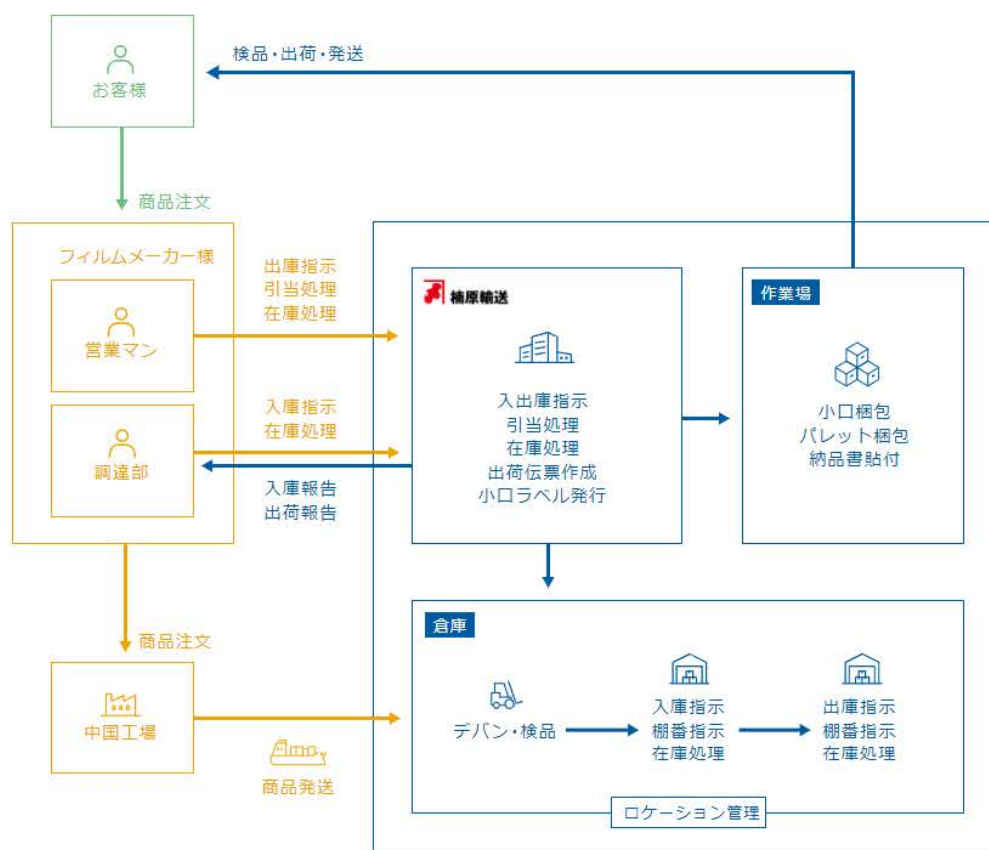 検品・出荷・発送
お客様
商品注文
フィルムメーカー様
営業マン
出庫指示
引当処理
在庫処理
調達部
入庫指示
在庫処理
入庫報告
出荷報告
楠原輸送
入出庫指示
引当処理
在庫処理
出荷伝票作成
小口ラベル発行
作業場
小口梱包
パレット梱包
納品書貼付
商品注文
中国工場
商品発送
倉庫
デバン・検品
入庫指示
棚番指示
在庫処理
出庫指示
棚番指示
在庫処理
ロケーション管理